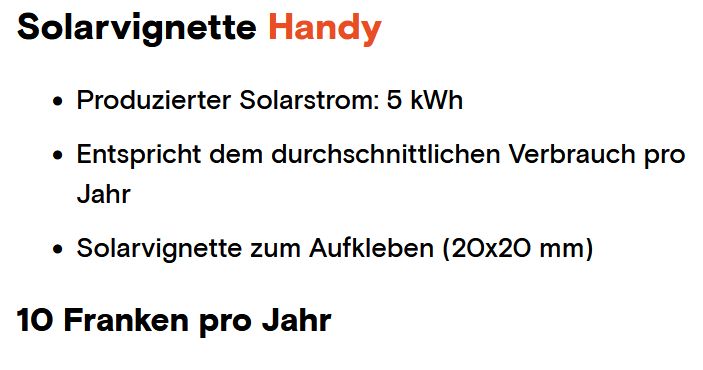 Solarvignette Handy
• Produzierter Solarstrom: 5 kWh
• Entspricht dem durchschnittlichen Verbrauch pro
Jahr
• Solarvignette zum Aufkleben (20x20 mm)
10 Franken pro Jahr